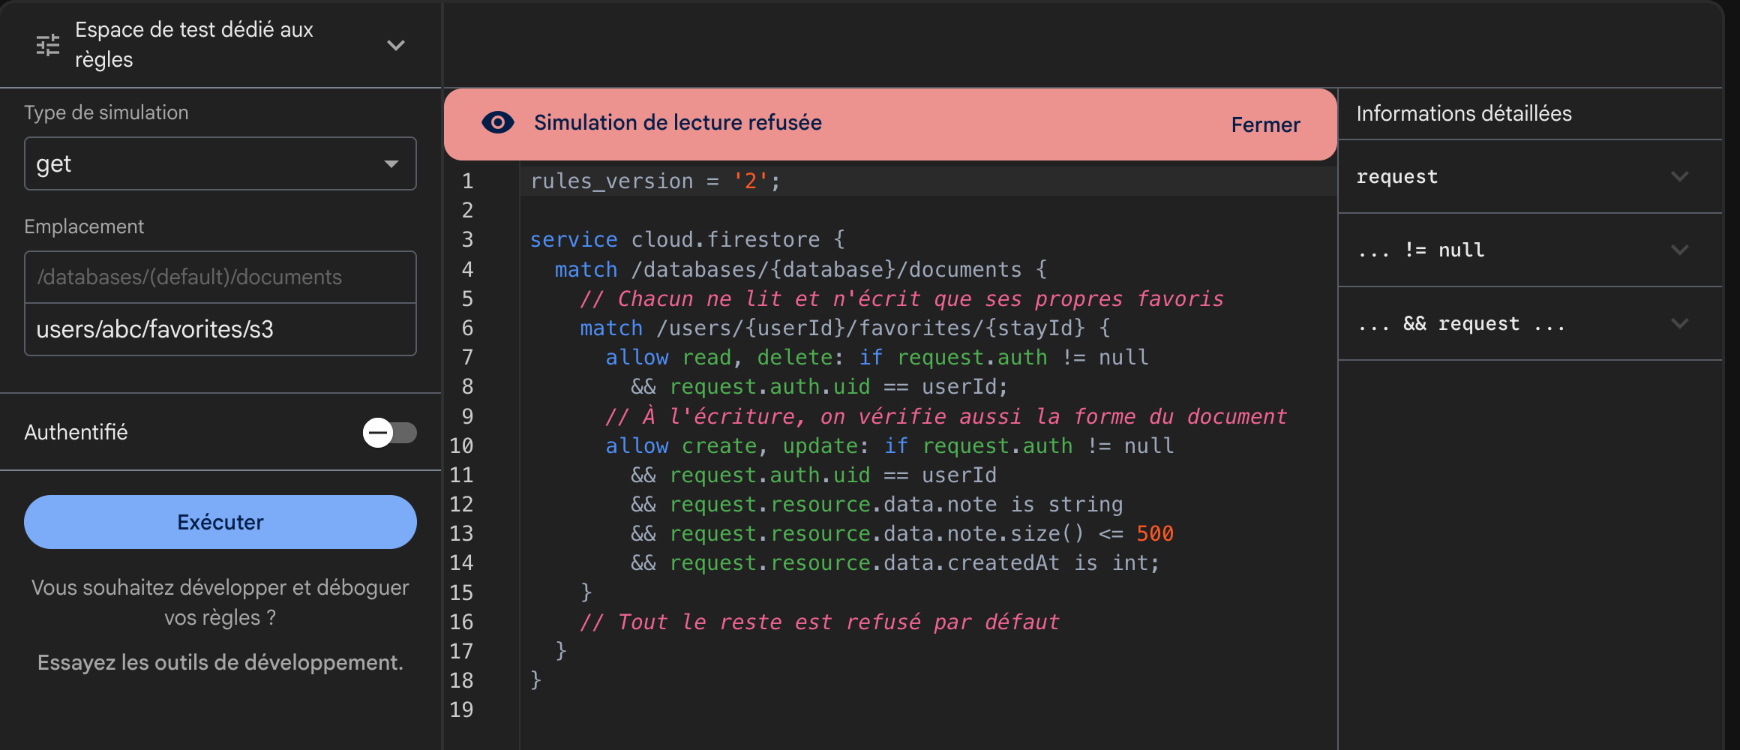 Espace de test dédié aux
règles
Type de simulation
get
Emplacement
/databases/(default)/documents
users/abc/favorites/s3
Authentifié
Exécuter
Vous souhaitez développer et déboguer
vos règles ?
Essayez les outils de développement.
Simulation de lecture refusée
Fermer
1 rules_version = '2';
2
3 service cloud.firestore {
4   match /databases/{database}/documents {
5     // Chacun ne lit et n'écrit que ses propres favoris
6     match /users/{userId}/favorites/{stayId} {
7       allow read, delete: if request.auth != null
8         && request.auth.uid == userId;
9       // À l'écriture, on vérifie aussi la forme du document
10       allow create, update: if request.auth != null
11         && request.auth.uid == userId
12         && request.resource.data.note is string
13         && request.resource.data.note.size() <= 500
14         && request.resource.data.createdAt is int;
15     }
16     // Tout le reste est refusé par défaut
17   }
18 }
19
Informations détaillées
request
... != null
... && request ...